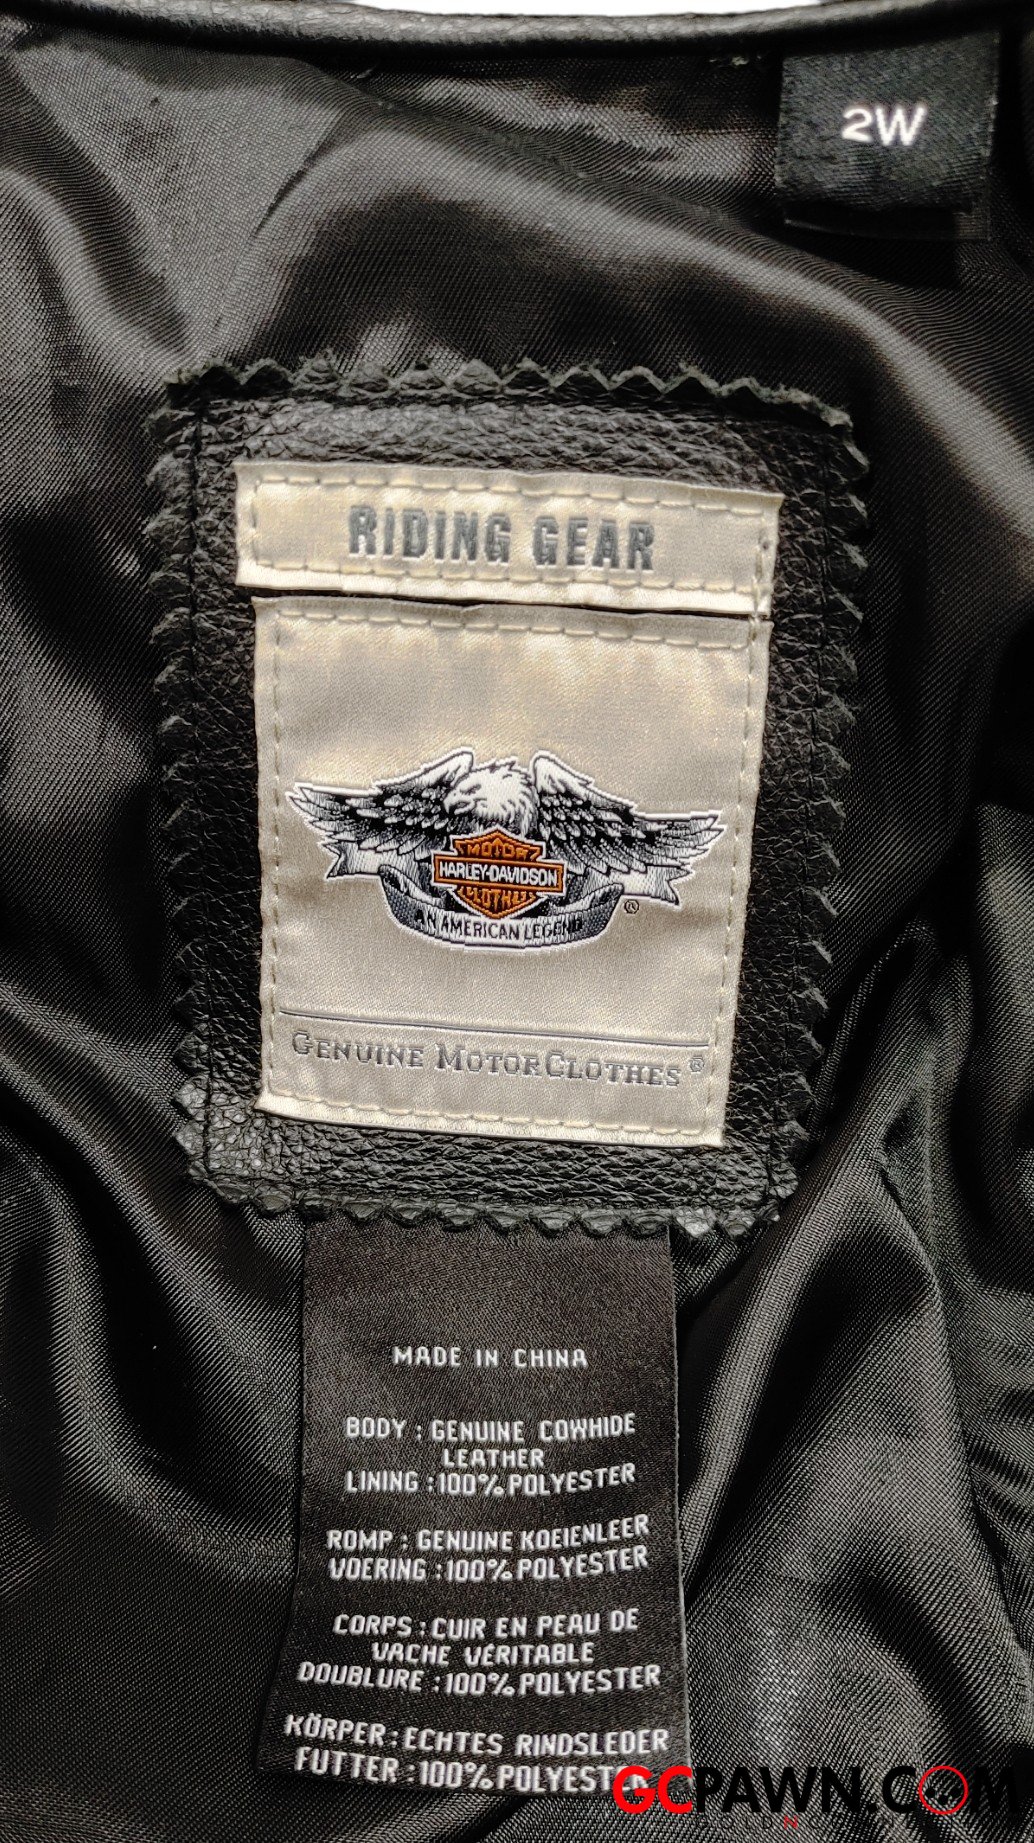 2W
RIDING GEAR
MOTOR
HARLEY-DAVIDSON
CLOTHES
AN AMERICAN LEGEND
®
GENUINE MOTORCLOTHES®
MADE IN CHINA
BODY : GENUINE COWHIDE
LEATHER
LINING :100% POLYESTER
ROMP : GENUINE KOEIENLEER
VOERING :100% POLYESTER
CORPS : CUIR EN PEAU DE
VACHE VÉRITABLE
DOUBLURE :100% POLYESTER
KÖRPER : ECHTES RINDSLEDER
FUTTER :100% POLYESTER
GCPAWN.COM